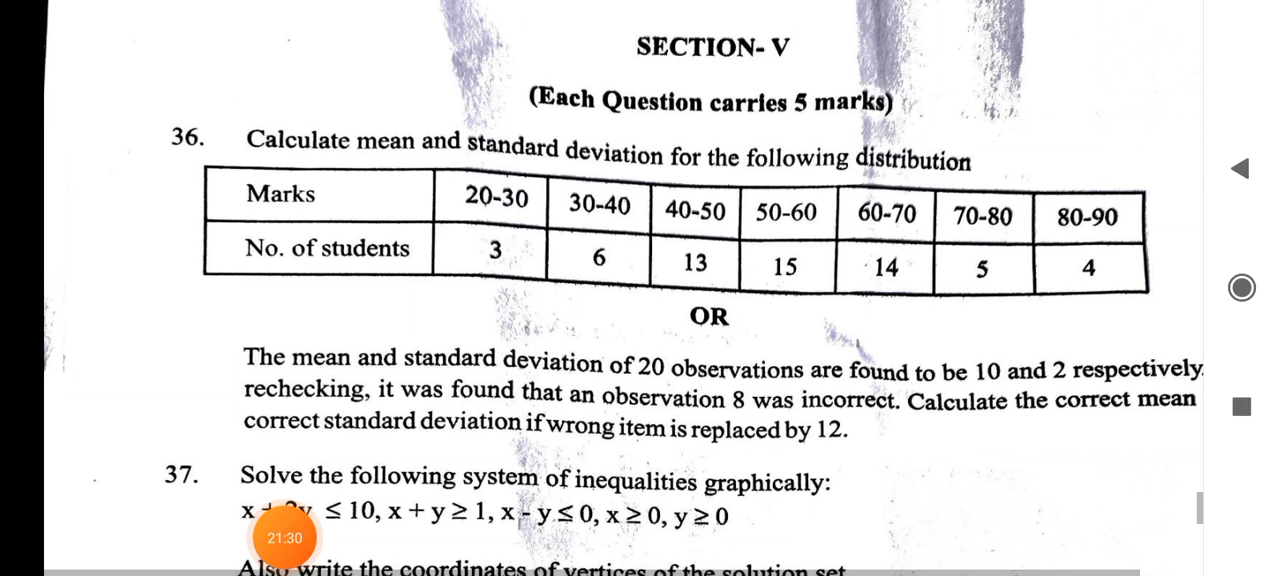 SECTION- V
(Each Question carries 5 marks)
36. Calculate mean and standard deviation for the following distribution
Marks 20-30 30-40 40-50 50-60 60-70 70-80 80-90
No. of students 3 6 13 15 14 5 4
OR
The mean and standard deviation of 20 observations are found to be 10 and 2 respectively.
rechecking, it was found that an observation 8 was incorrect. Calculate the correct mean
correct standard deviation if wrong item is replaced by 12.
37. Solve the following system of inequalities graphically:
x + ≤ 10, x + y ≥ 1, x - y ≤ 0, x ≥ 0, y ≥ 0
21:30
Also write the coordinates of vertices of the solution set